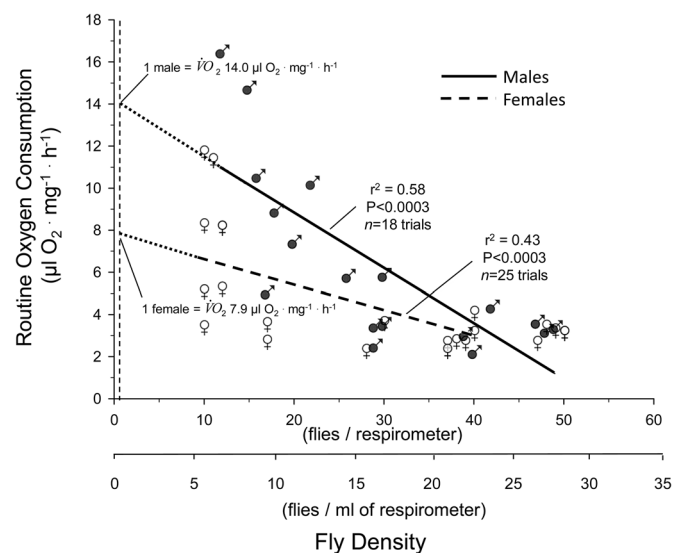 Routine Oxygen Consumption
(µl O2 · mg-1 · h-1)
18
16
14
12
10
8
6
4
2
0
1 male = V̇O2 14.0 µl O2 · mg-1 · h-1
Males
Females
r2 = 0.58
P<0.0003
n=18 trials
r2 = 0.43
P<0.0003
n=25 trials
1 female = V̇O2 7.9 µl O2 · mg-1 · h-1
0 10 20 30 40 50 60
(flies / respirometer)
0 5 10 15 20 25 30 35
(flies / ml of respirometer)
Fly Density